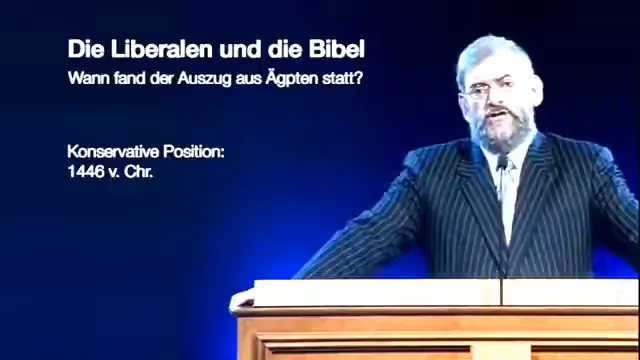 Die Liberalen und die Bibel
Wann fand der Auszug aus Ägpten statt?
Konservative Position:
1446 v. Chr.